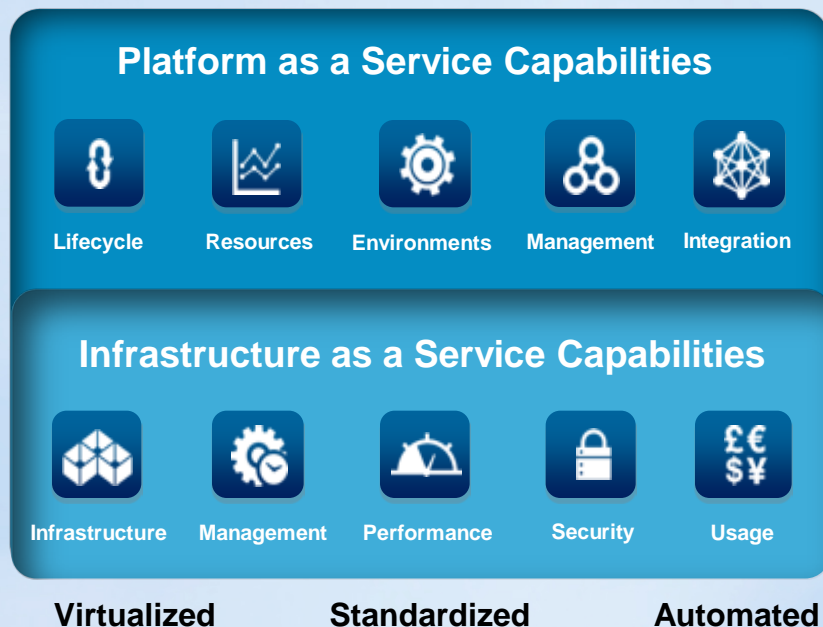 Platform as a Service Capabilities
Lifecycle Resources Environments Management Integration
Infrastructure as a Service Capabilities
£€
$¥
Infrastructure Management Performance Security Usage
Virtualized Standardized Automated